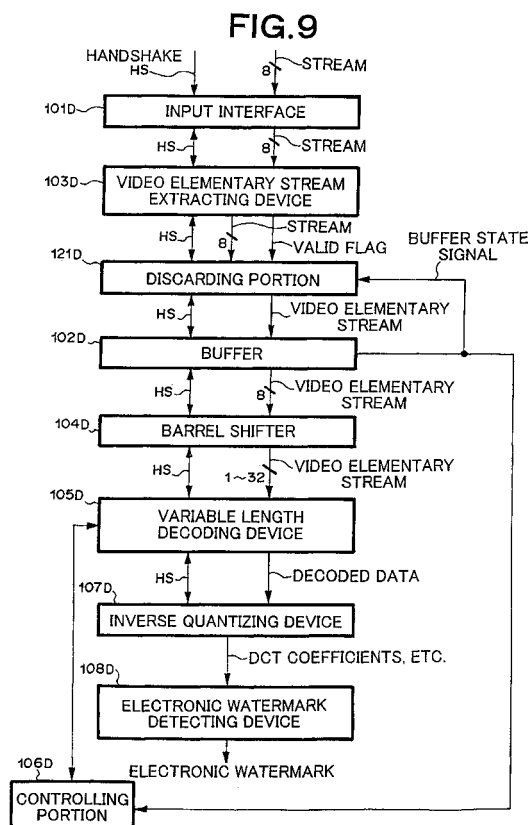 FIG.9
HANDSHAKE
HS
8
STREAM
101D
INPUT INTERFACE
HS
8
STREAM
103D
VIDEO ELEMENTARY STREAM
EXTRACTING DEVICE
HS
8
STREAM
VALID FLAG
BUFFER STATE
SIGNAL
121D
DISCARDING PORTION
HS
VIDEO ELEMENTARY
STREAM
102D
BUFFER
HS
8
VIDEO ELEMENTARY
STREAM
104D
BARREL SHIFTER
HS
1~32
VIDEO ELEMENTARY
STREAM
105D
VARIABLE LENGTH
DECODING DEVICE
HS
DECODED DATA
107D
INVERSE QUANTIZING DEVICE
DCT COEFFICIENTS, ETC.
108D
ELECTRONIC WATERMARK
DETECTING DEVICE
ELECTRONIC WATERMARK
106D
CONTROLLING
PORTION